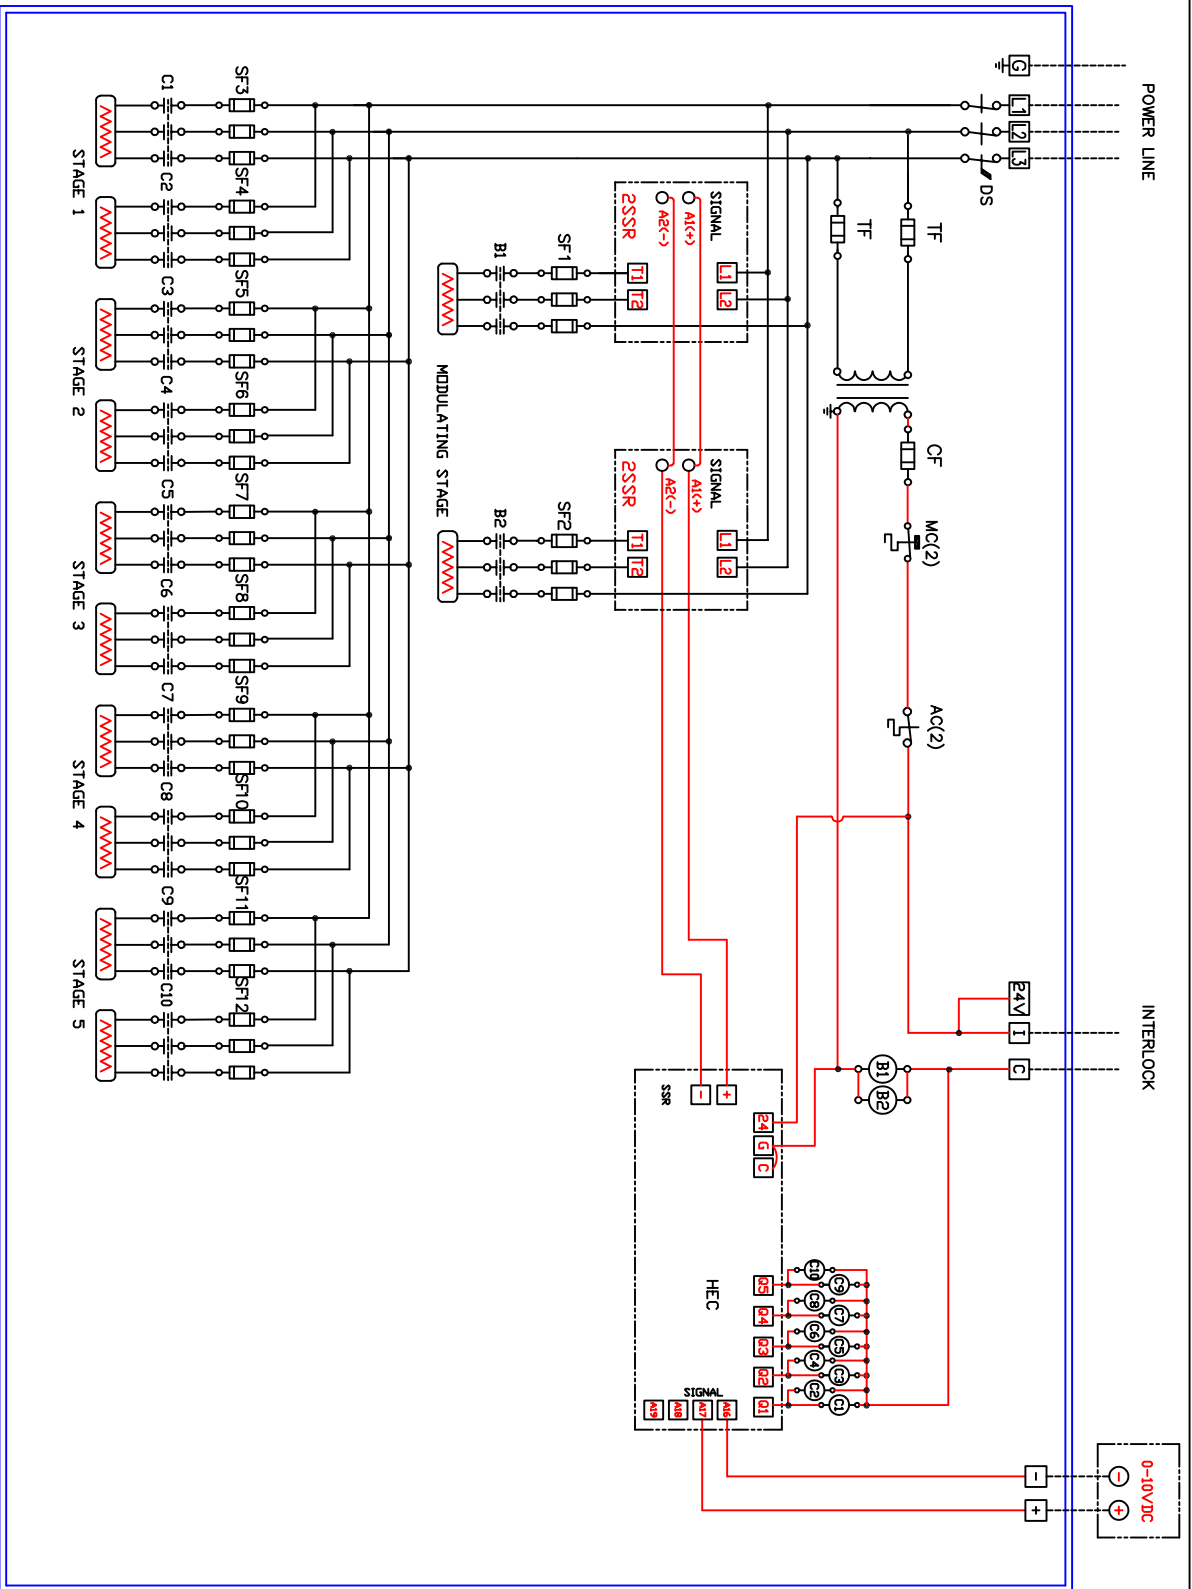 POWER LINE
G
L1
L2
L3
DS
TF
TF
CF
MC(2)
AC(2)
INTERLOCK
24V
I
C
B1
B2
0-10VDC
-
+
-
+
SIGNAL
A1(+)
A2(-)
2SSR
L1
L2
T1
T2
SF1
B1
SIGNAL
A1(+)
A2(-)
2SSR
L1
L2
T1
T2
SF2
B2
MODULATING STAGE
SSR
-
+
24
G
C
HEC
Q5
Q4
Q3
Q2
Q1
C10
C9
C8
C7
C6
C5
C4
C3
C2
C1
SIGNAL
A19
A18
A17
A16
SF3
SF4
SF5
SF6
SF7
SF8
SF9
SF10
SF11
SF12
C1
C2
C3
C4
C5
C6
C7
C8
C9
C10
STAGE 1
STAGE 2
STAGE 3
STAGE 4
STAGE 5